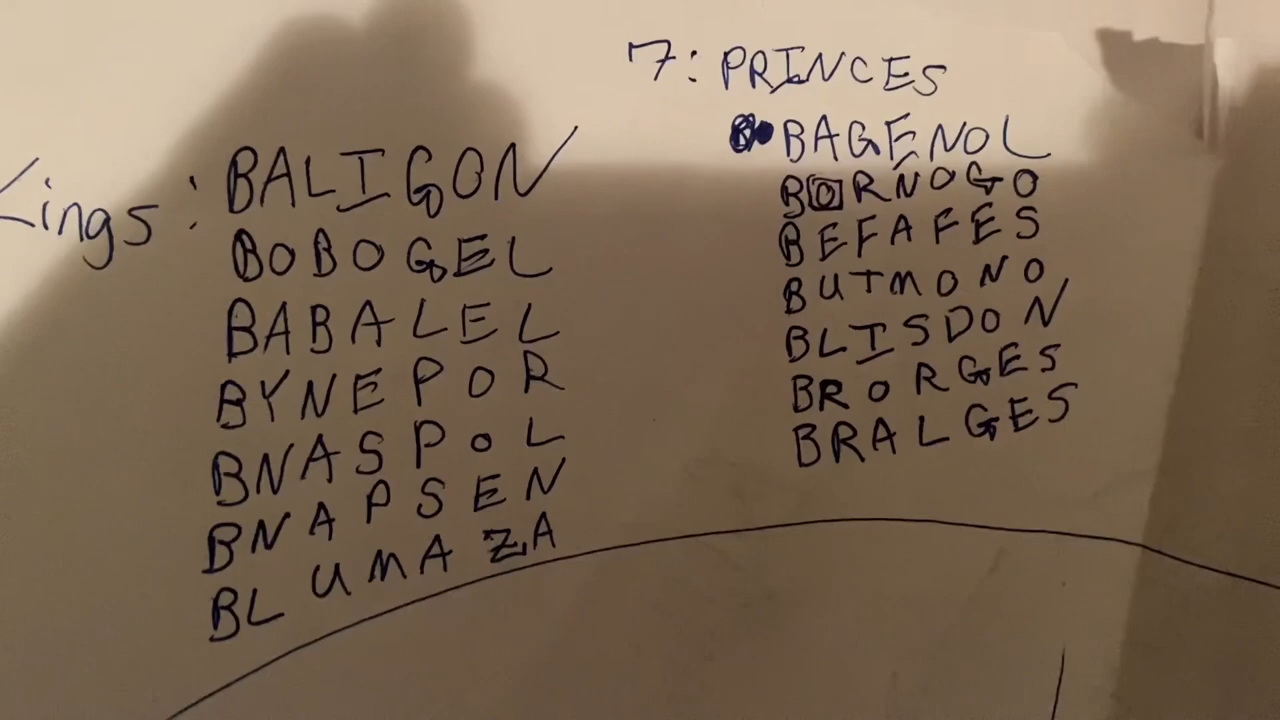 Kings: BALIGON
BOBOGEL
BABALEL
BYNEPOR
BNASPOL
BNAPSEN
BLUMAZA
7: PRINCES
BAGENOL
BORNOGO
BEFAFES
BUTMONO
BLISDON
BRORGES
BRALGES